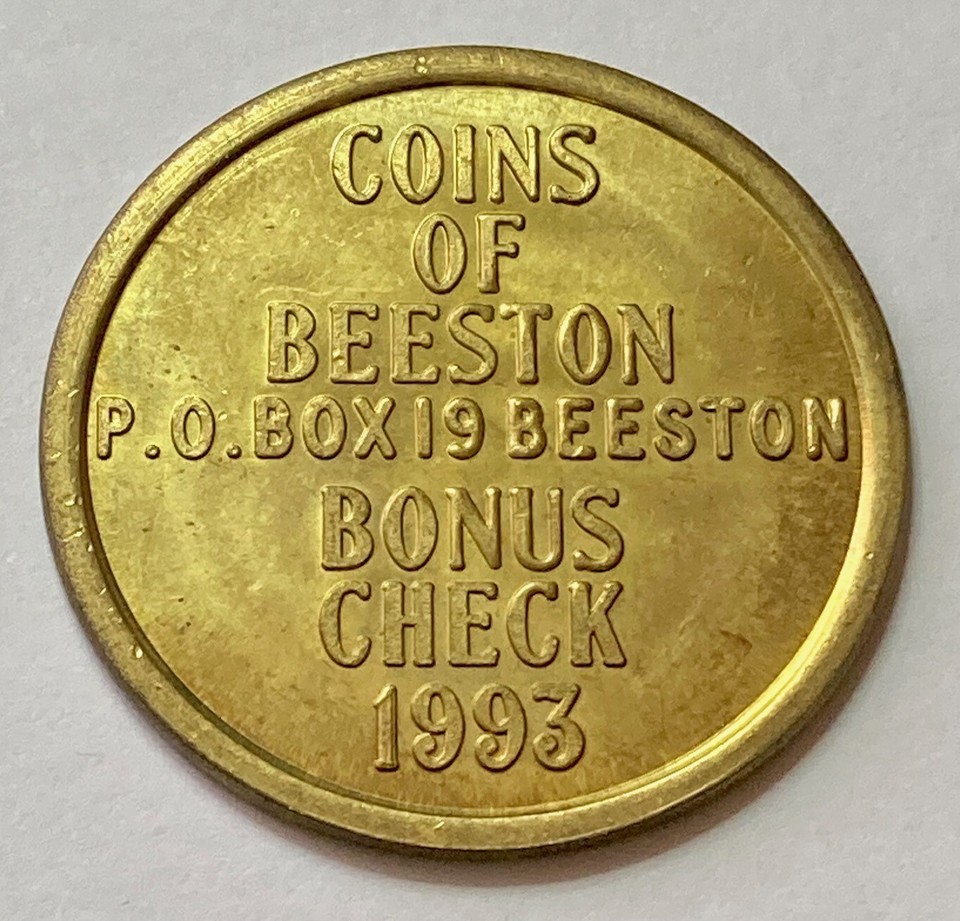 COINS
OF
BEESTON
P.O.BOX 19 BEESTON
BONUS
CHECK
1993